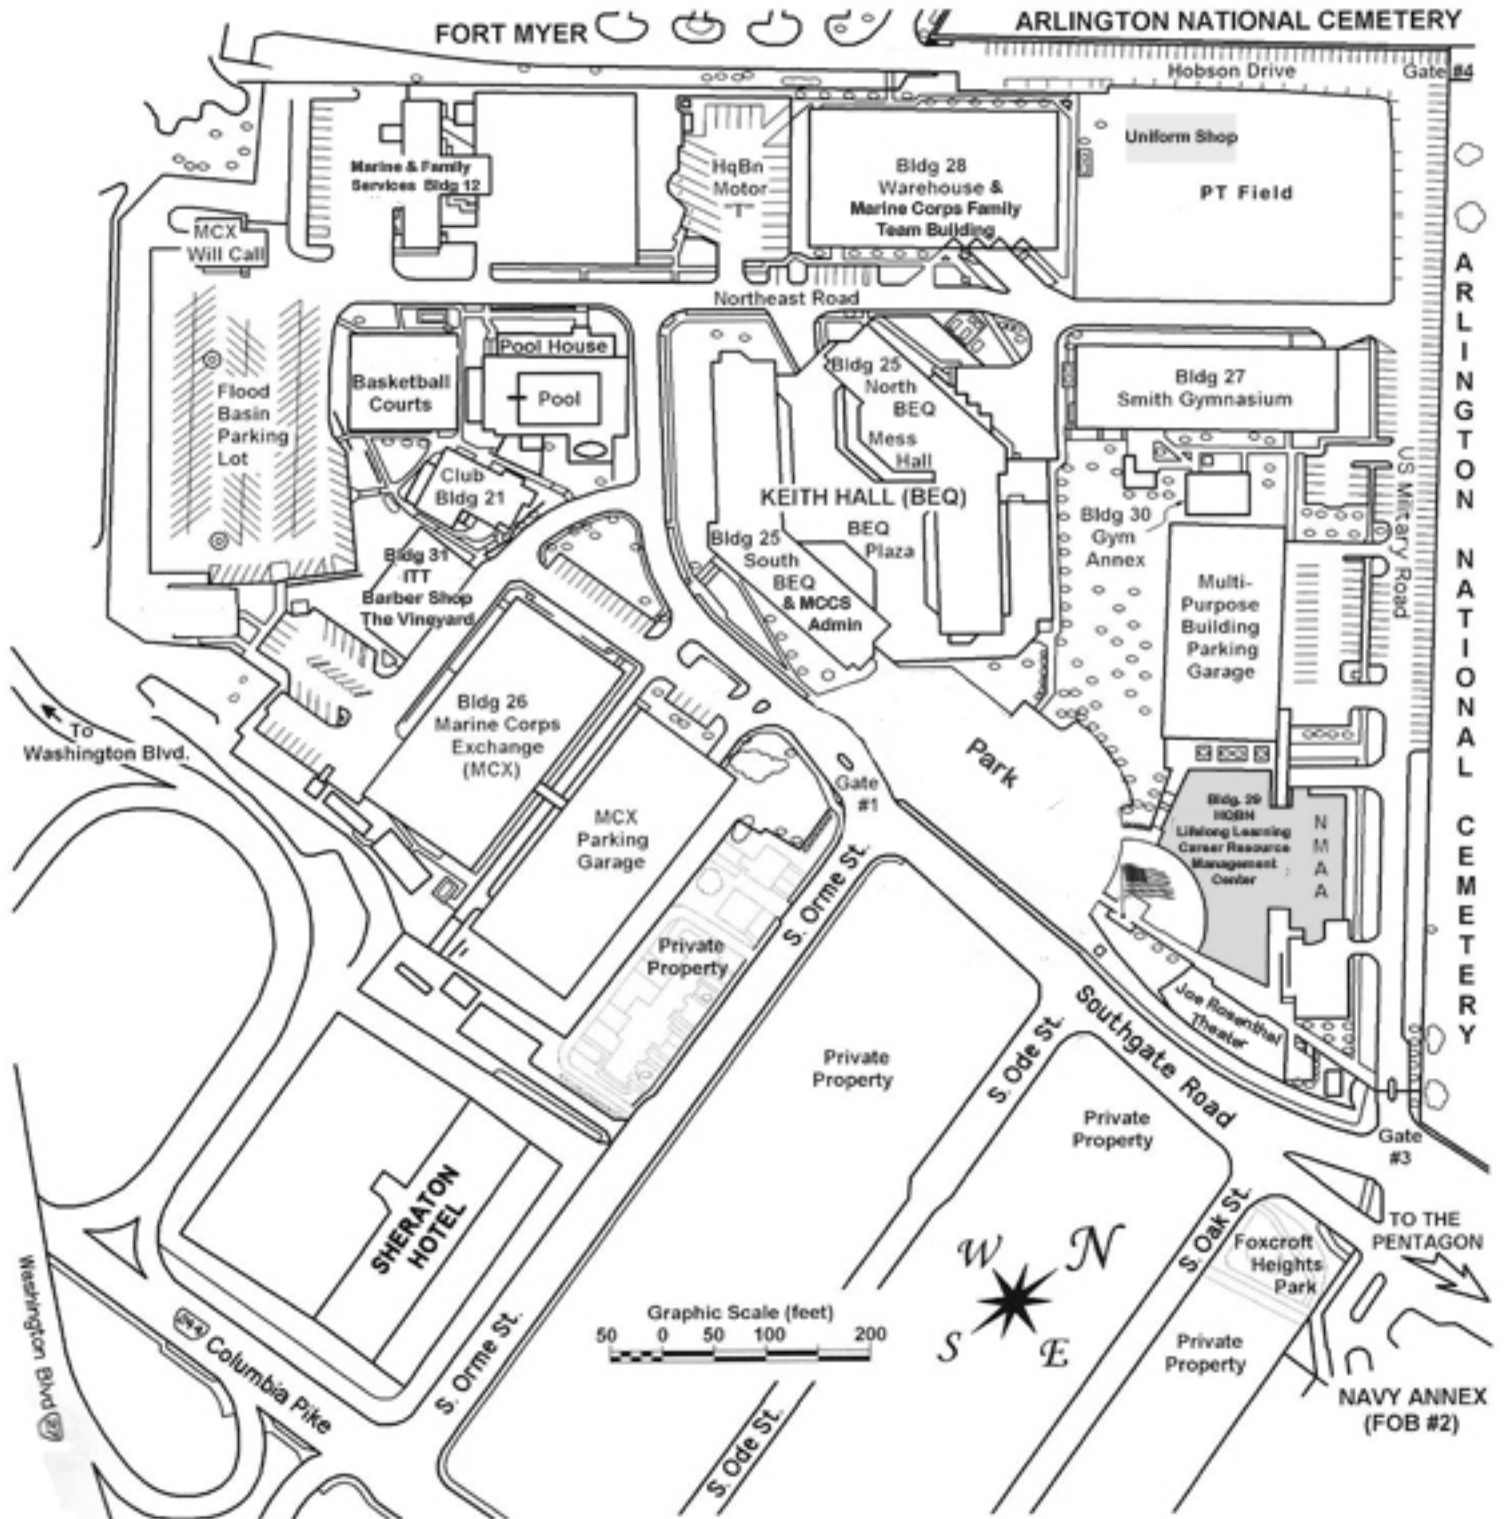 FORT MYER
ARLINGTON NATIONAL CEMETERY
Hobson Drive
Gate #4
Marine & Family
Services Bldg 12
HqBn
Motor
"T"
Bldg 28
Warehouse &
Marine Corps Family
Team Building
Uniform Shop
PT Field
MCX
Will Call
Northeast Road
ARLINGTON NATIONAL CEMETERY
Flood
Basin
Parking
Lot
Basketball
Courts
Pool House
Pool
Club
Bldg 21
Bldg 25
North
BEQ
Mess
Hall
KEITH HALL (BEQ)
BEQ
Plaza
Bldg 25
South
BEQ
& MCCS
Admin
Bldg 27
Smith Gymnasium
US Military Road
Bldg 30
Gym
Annex
Multi-
Purpose
Building
Parking
Garage
Bldg 31
ITT
Barber Shop
The Vineyard
Bldg 26
Marine Corps
Exchange
(MCX)
To
Washington Blvd.
MCX
Parking
Garage
Gate
#1
Park
Bldg. 29
HQBN
Lifelong Learning
Career Resource
Management
Center
NMAA
S. Orme St.
Private
Property
Joe Rosenthal
Theater
Southgate Road
Private
Property
S. Ode St.
Private
Property
Gate
#3
SHERATON
HOTEL
S. Oak St.
Foxcroft
Heights
Park
TO THE
PENTAGON
W N
S E
Graphic Scale (feet)
50 0 50 100 200
Private
Property
NAVY ANNEX
(FOB #2)
Washington Blvd 27
244 Columbia Pike
S. Orme St.
S. Ode St.